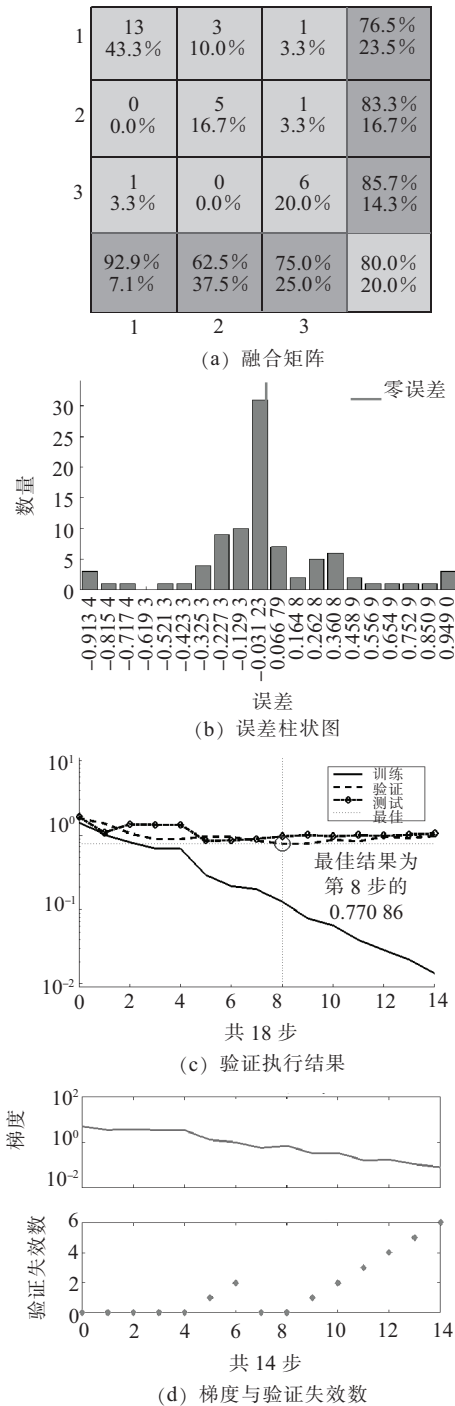 13 3 1 76.5%
1 43.3% 10.0% 3.3% 23.5%
0 5 1 83.3%
2 0.0% 16.7% 3.3% 16.7%
1 0 6 85.7%
3 3.3% 0.0% 20.0% 14.3%
92.9% 62.5% 75.0% 80.0%
7.1% 37.5% 25.0% 20.0%
1 2 3
(a) 融合矩阵
零误差
数量
30
25
20
15
10
5
0
-0.913 4
-0.815 4
-0.717 4
-0.619 3
-0.521 3
-0.423 3
-0.325 3
-0.227 3
-0.129 3
-0.031 23
0.066 79
0.164 8
0.262 8
0.360 8
0.458 9
0.556 9
0.654 9
0.752 9
0.850 9
0.949 0
误差
(b) 误差柱状图
10¹
10⁰
10⁻¹
10⁻²
训练
验证
测试
最佳
最佳结果为
第 8 步的
0.770 86
0 2 4 6 8 10 12 14
共 18 步
(c) 验证执行结果
梯度
10²
10⁰
10⁻²
验证失效数
6
4
2
0
0 2 4 6 8 10 12 14
共 14 步
(d) 梯度与验证失效数